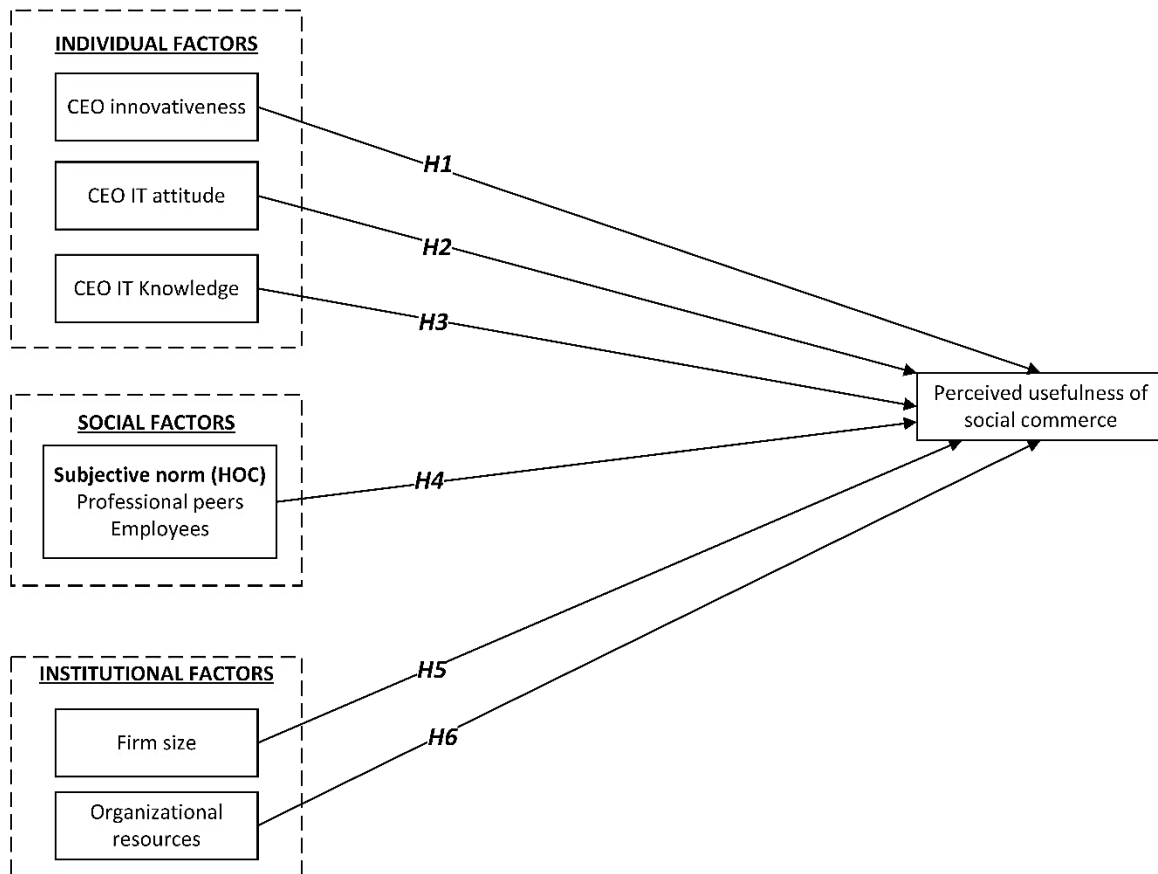 INDIVIDUAL FACTORS
CEO innovativeness
CEO IT attitude
CEO IT Knowledge
H1
H2
H3
SOCIAL FACTORS
Subjective norm (HOC)
Professional peers
Employees
H4
Perceived usefulness of
social commerce
INSTITUTIONAL FACTORS
Firm size
Organizational
resources
H5
H6